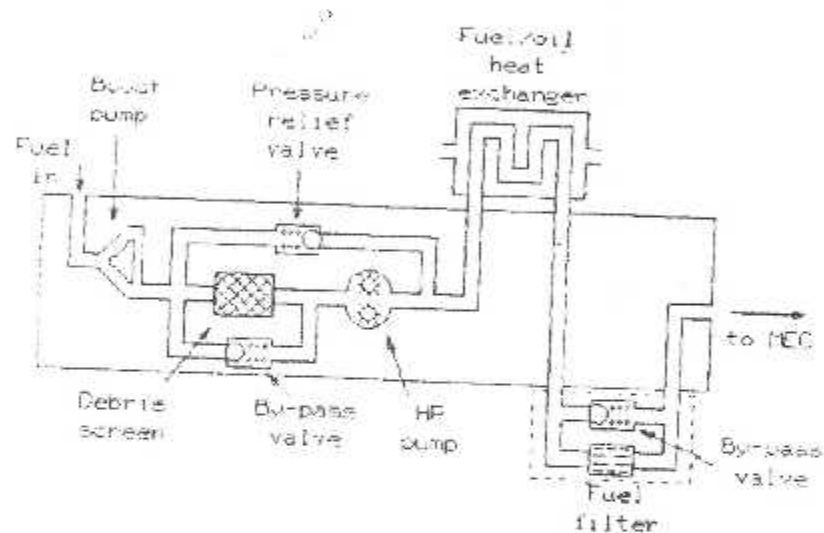 Fuel/oil
heat
exchanger
Boost
pump
Pressure
relief
valve
Fuel
in
to MEC
Debris
screen
By-pass
valve
HP
pump
By-pass
valve
Fuel
filter